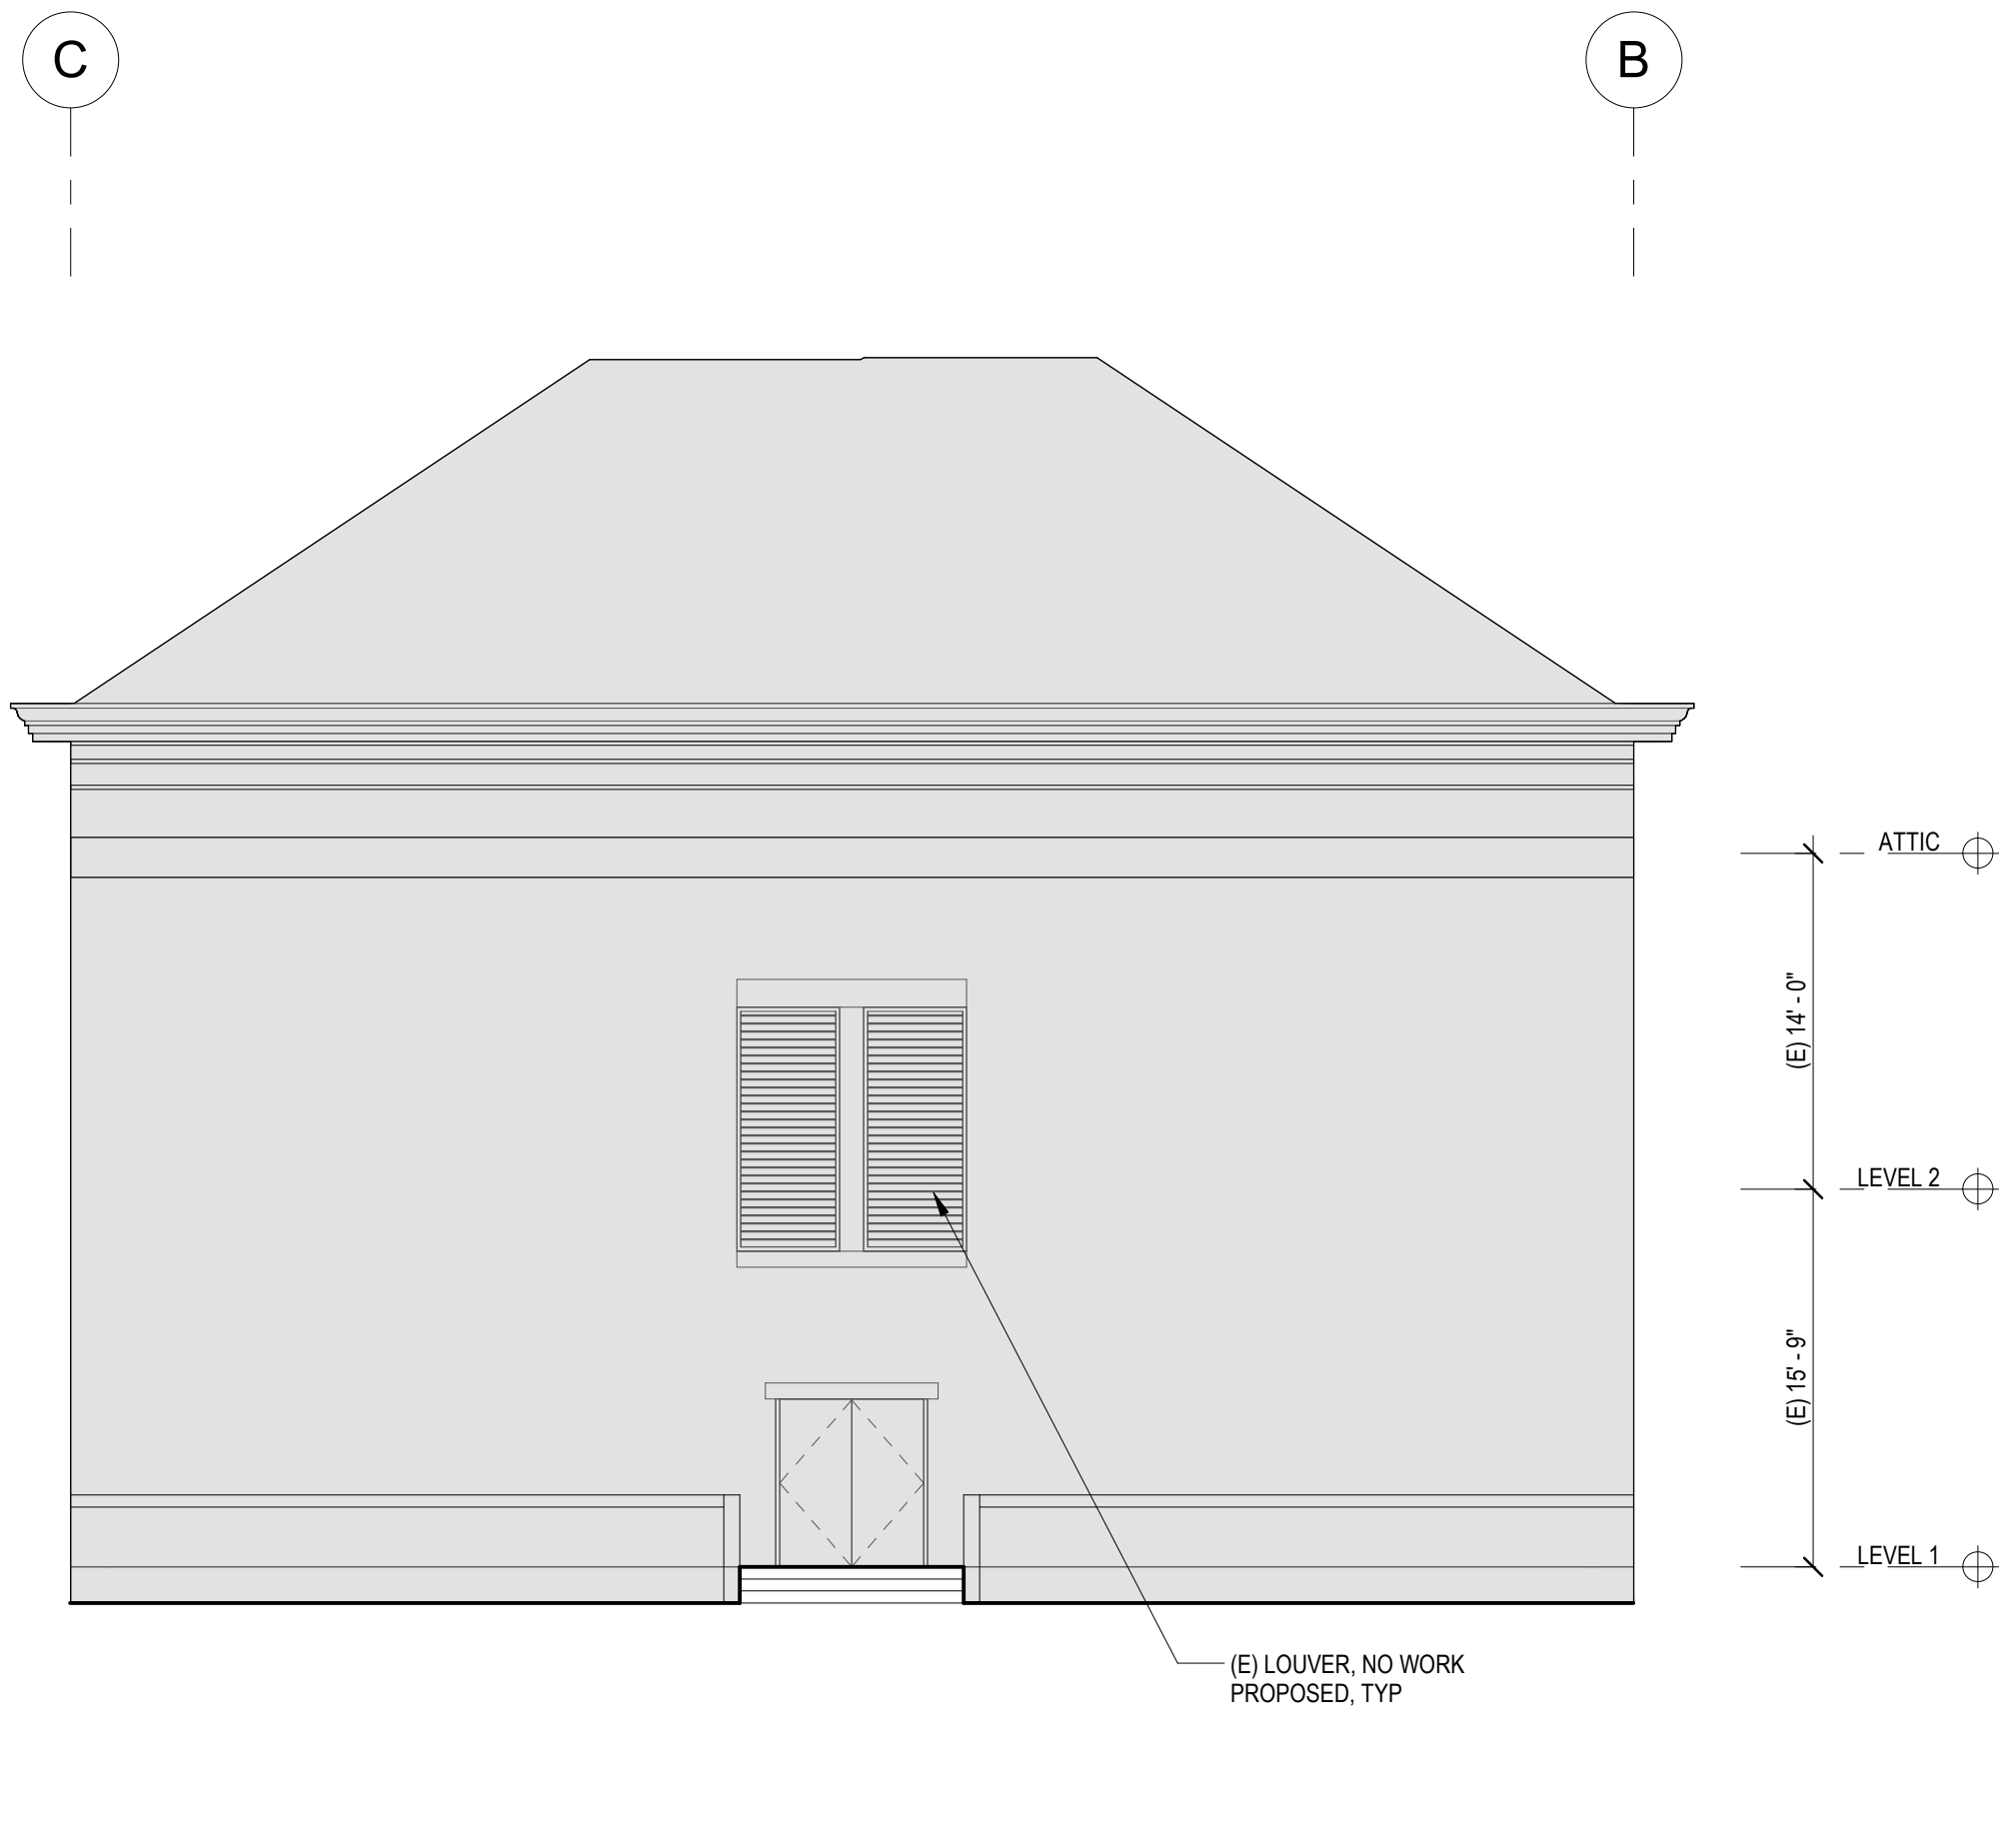 C
B
ATTIC
(E) 14' - 0"
LEVEL 2
(E) 15' - 9"
LEVEL 1
(E) LOUVER, NO WORK
PROPOSED, TYP